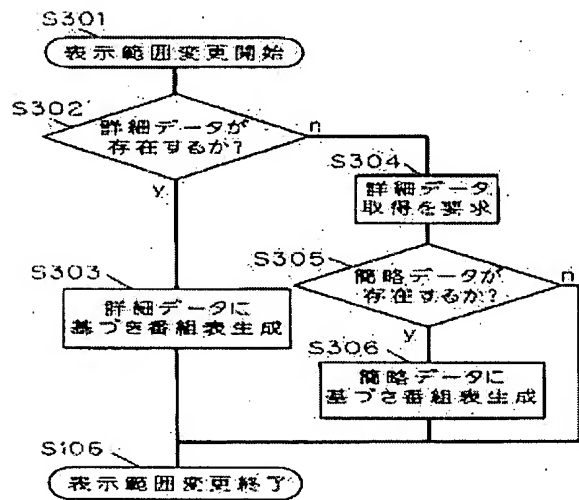 S301
表示範囲変更開始
S302
詳細データが
存在するか?
n
y
S304
詳細データ
取得を要求
S305
簡略データが
存在するか?
n
y
S303
詳細データに
基づき番組表生成
S306
簡略データに
基づき番組表生成
S106
表示範囲変更終了